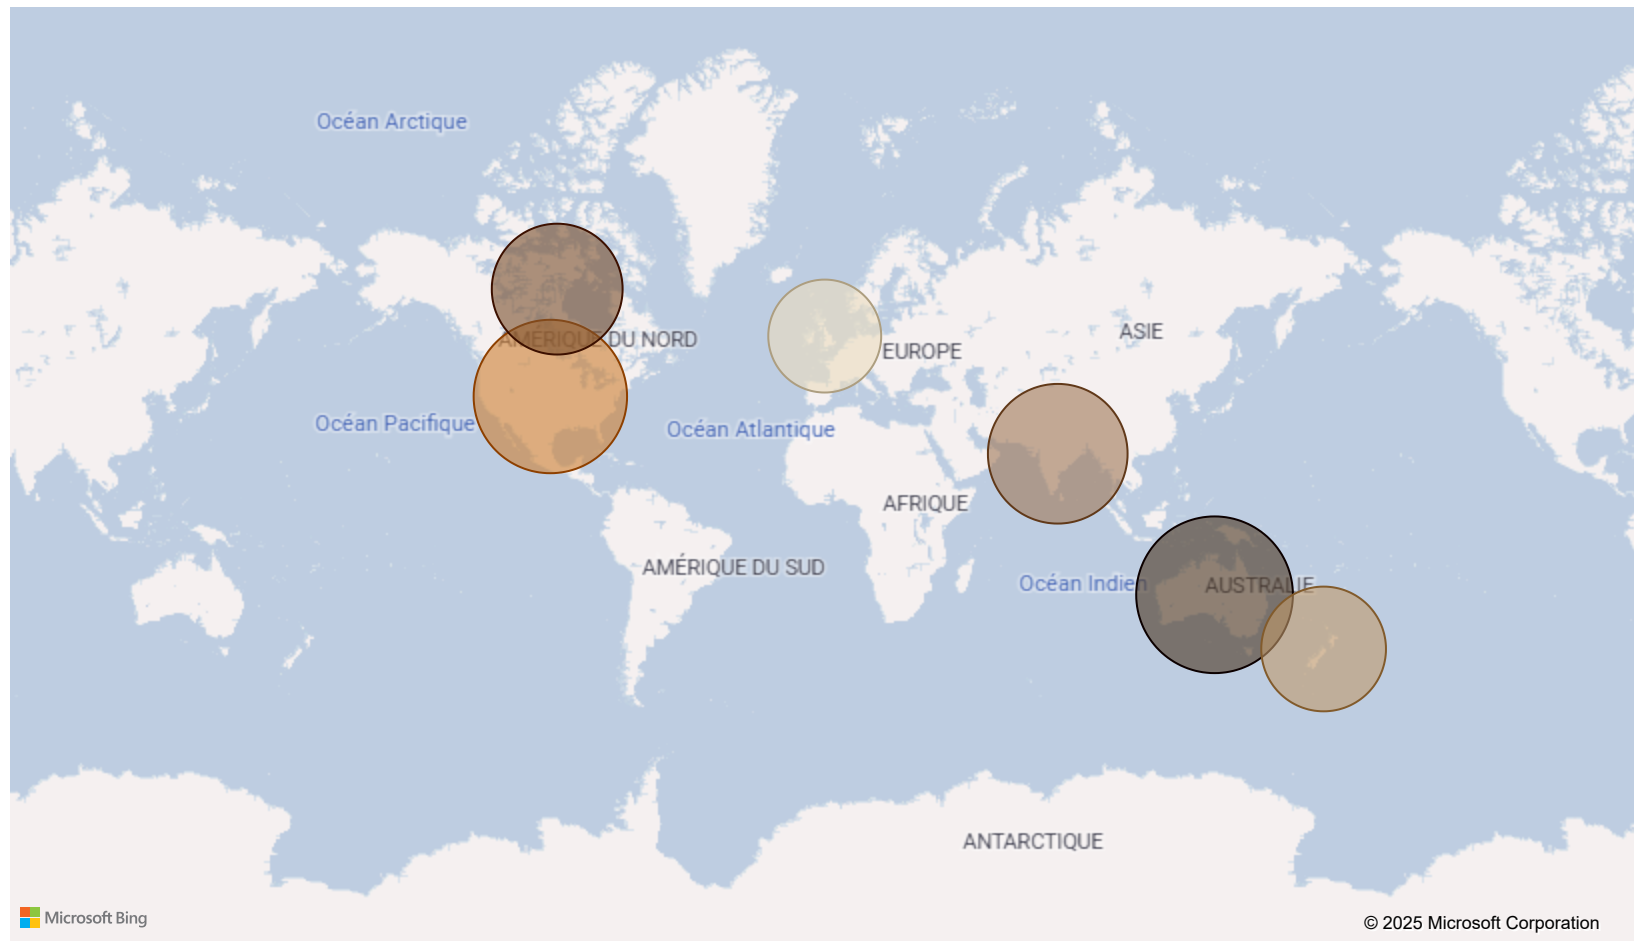 Océan Arctique
AMÉRIQUE DU NORD
ASIE
EUROPE
Océan Pacifique
Océan Atlantique
AFRIQUE
AMÉRIQUE DU SUD
Océan Indien
AUSTRALIE
ANTARCTIQUE
Microsoft Bing
© 2025 Microsoft Corporation